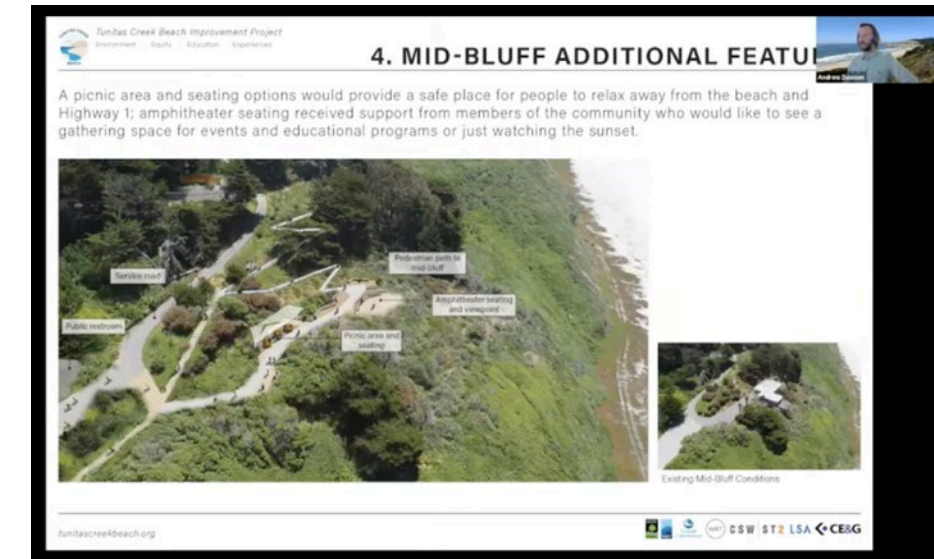 Tunitas Creek Beach Improvement Project
Environment Equity Education Experiences
4. MID-BLUFF ADDITIONAL FEATU
Andrew Dawson
A picnic area and seating options would provide a safe place for people to relax away from the beach and
Highway 1; amphitheater seating received support from members of the community who would like to see a
gathering space for events and educational programs or just watching the sunset.
Pedestrian path to
mid-bluff
Service road
Amphitheater seating
and viewpoint
Public restroom
Picnic area and
seating
Existing Mid-Bluff Conditions
tunitascreekbeach.org
WRT GSW ST2 LSA CE&G